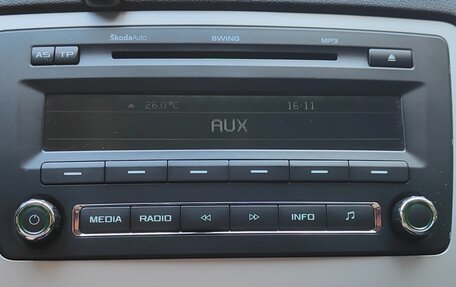 ŠkodaAuto SWING MP3
AS TP
26.0°C 16:11
AUX
MEDIA RADIO INFO